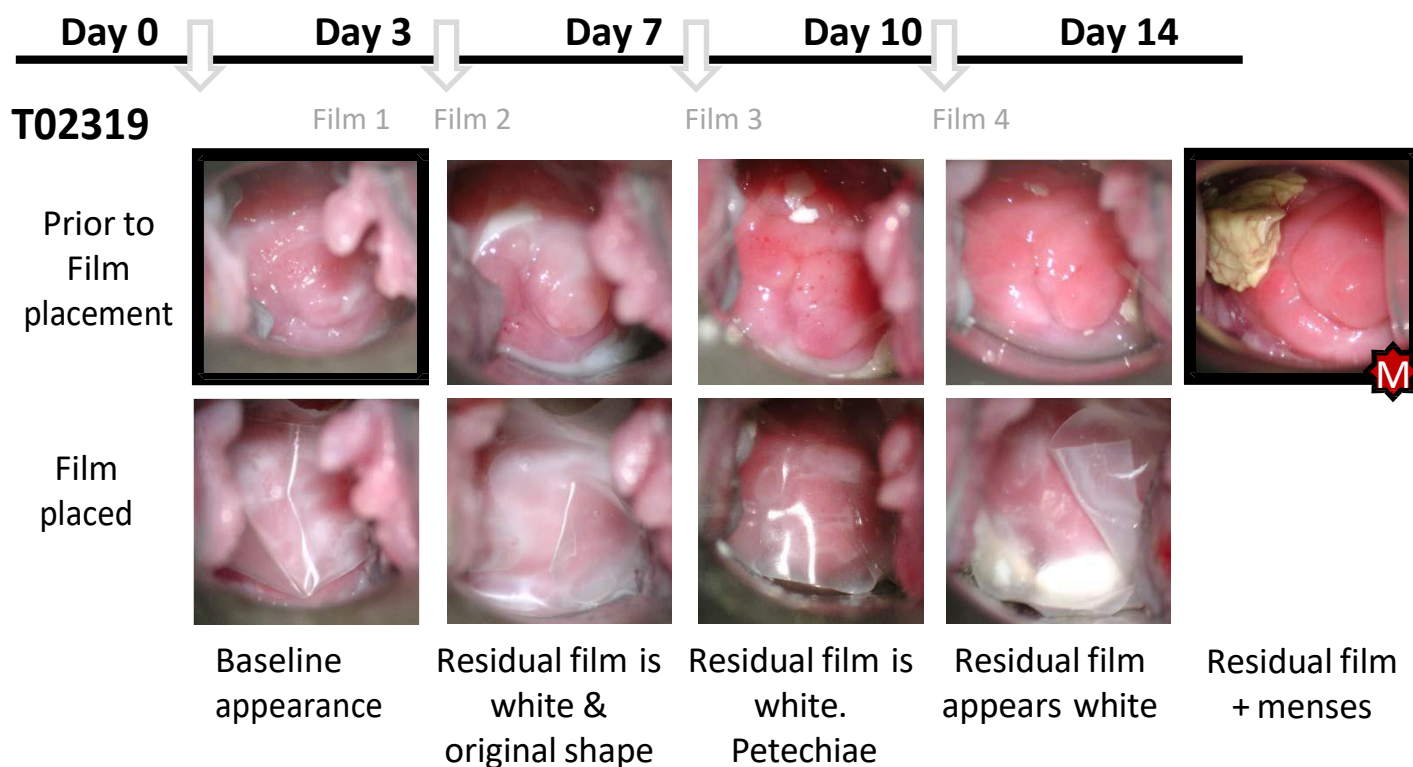 Day 0 Day 3 Day 7 Day 10 Day 14
T02319
Film 1 Film 2 Film 3 Film 4
Prior to
Film
placement
M
Film
placed
Baseline
appearance
Residual film is
white &
original shape
Residual film is
white.
Petechiae
Residual film
appears white
Residual film
+ menses